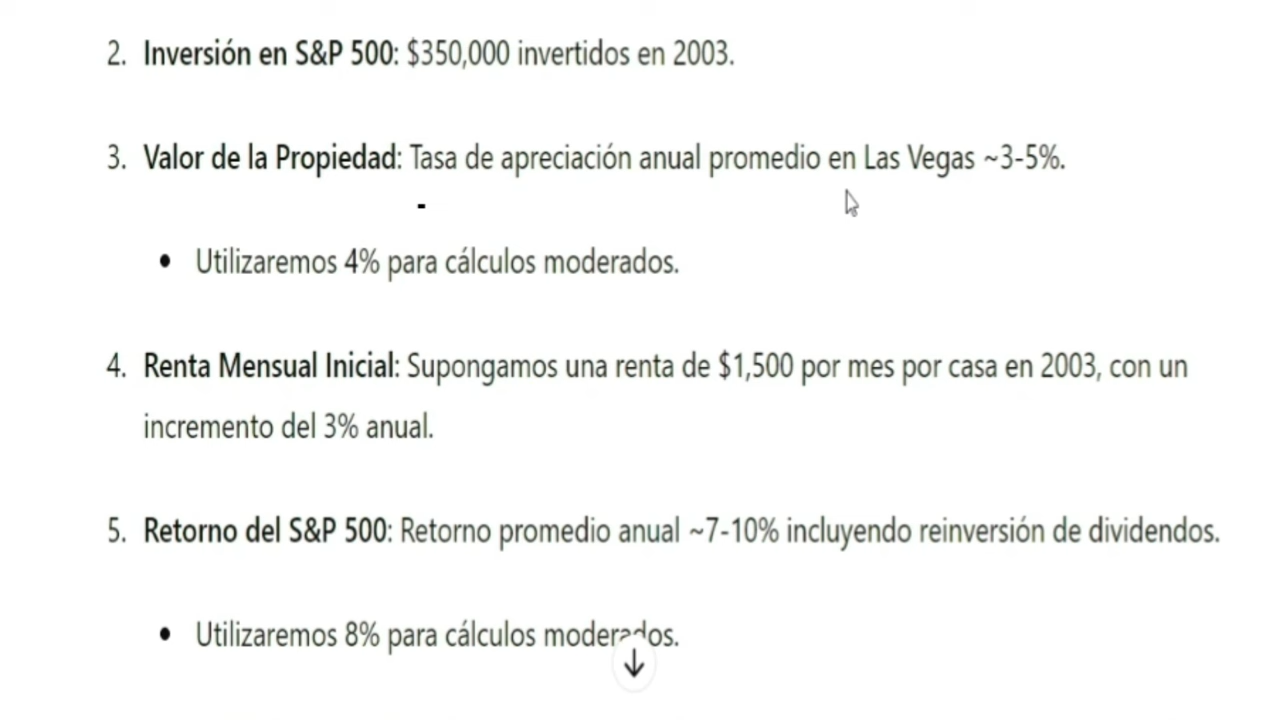 2. Inversión en S&P 500: $350,000 invertidos en 2003.
3. Valor de la Propiedad: Tasa de apreciación anual promedio en Las Vegas ~3-5%.
-
• Utilizaremos 4% para cálculos moderados.
4. Renta Mensual Inicial: Supongamos una renta de $1,500 por mes por casa en 2003, con un
incremento del 3% anual.
5. Retorno del S&P 500: Retorno promedio anual ~7-10% incluyendo reinversión de dividendos.
• Utilizaremos 8% para cálculos moderados.